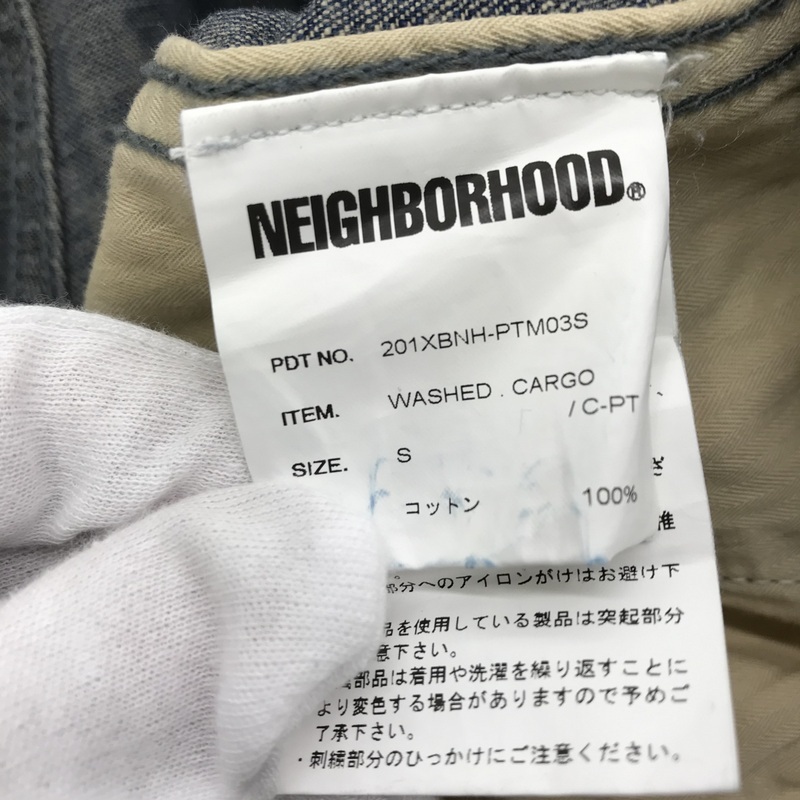 NEIGHBORHOOD®
PDT NO. 201XBNH-PTM03S
ITEM. WASHED . CARGO
/ C-PT
SIZE. S
コットン 100%
准
部分へのアイロンがけはお避け下
品を使用している製品は突起部分
意下さい。
部品は着用や洗濯を繰り返すことに
より変色する場合がありますので予めご
了承下さい。
・刺繍部分のひっかけにご注意ください。